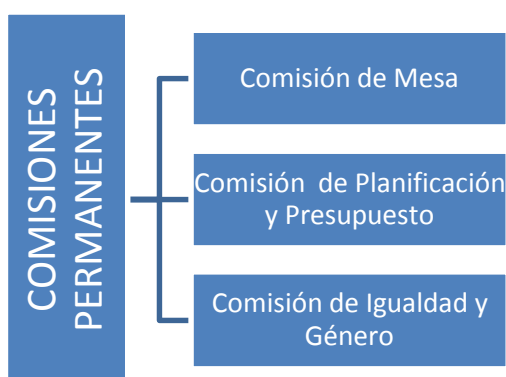 COMISIONES
PERMANENTES
Comisión de Mesa
Comisión de Planificación
y Presupuesto
Comisión de Igualdad y
Género